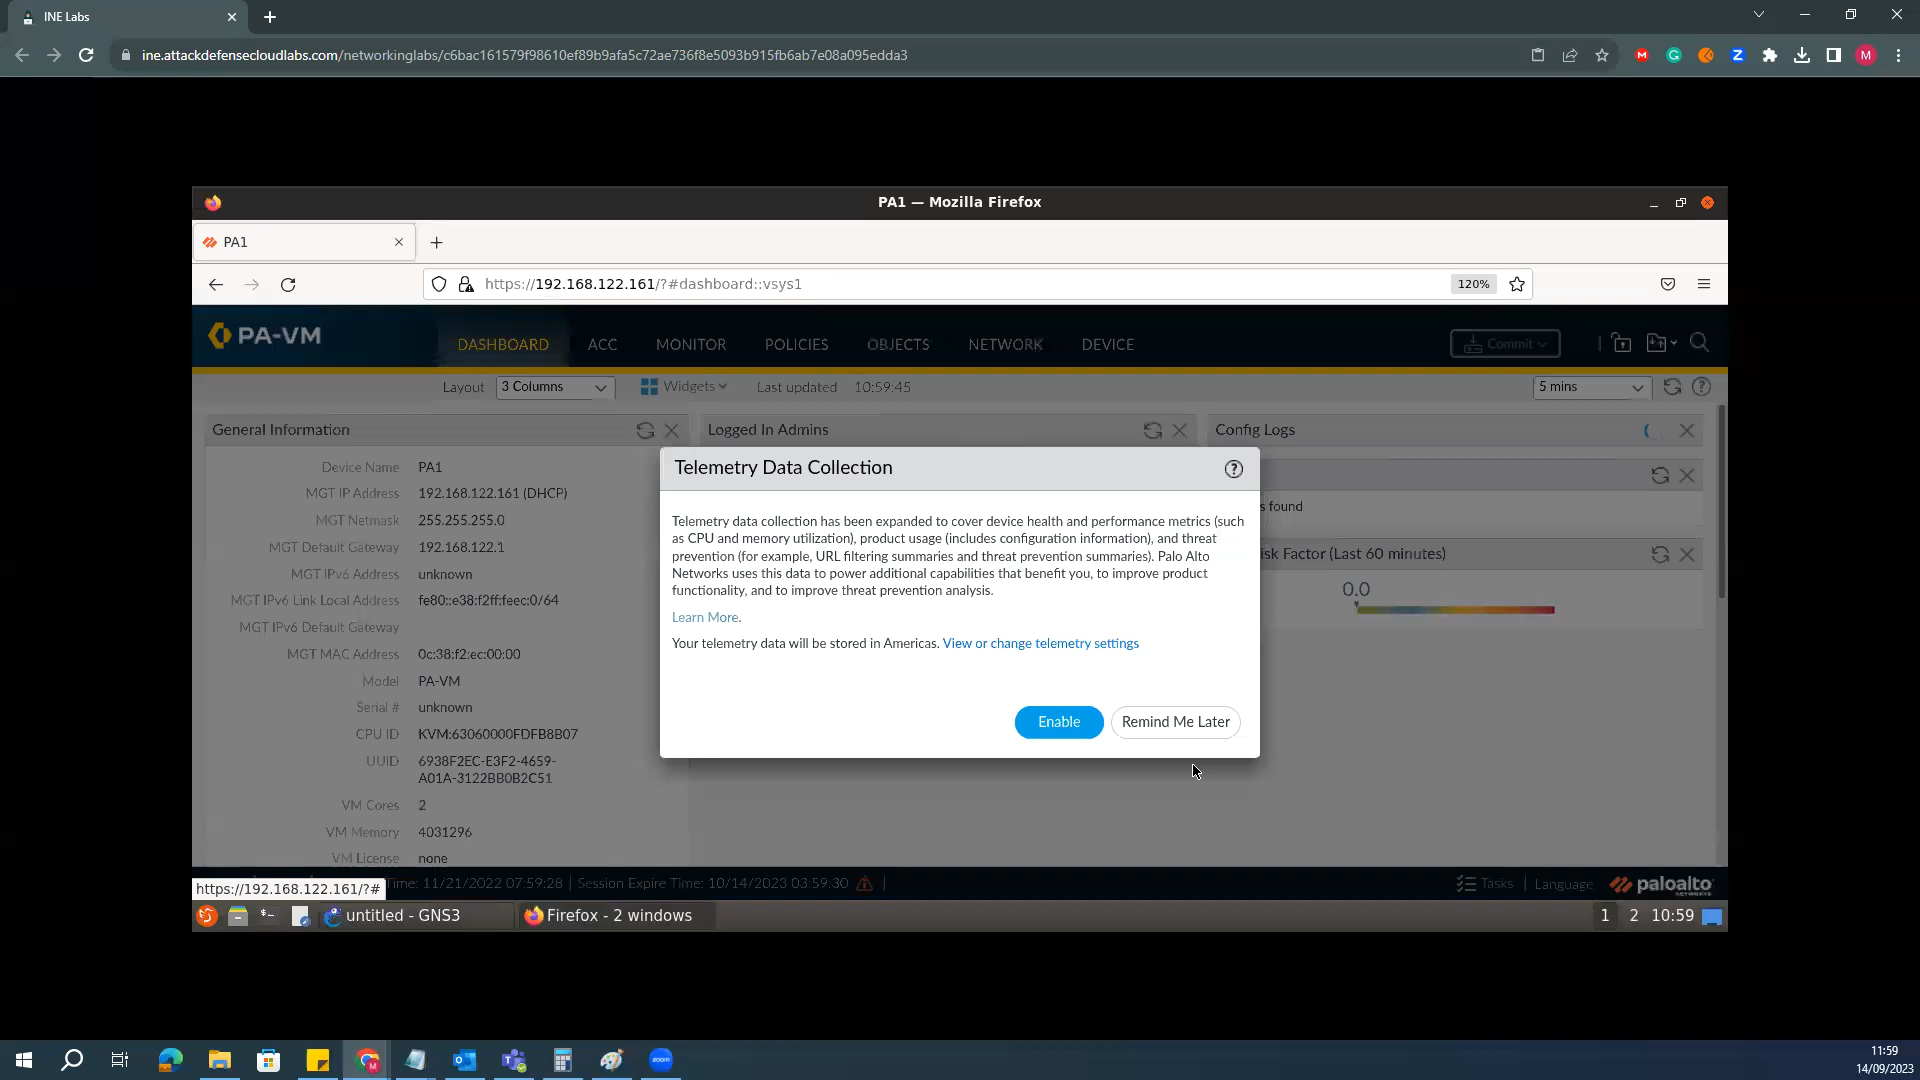 INE Labs
ine.attackdefensecloudlabs.com/networkinglabs/c6bac161579f98610ef89b9afa5c72ae736f8e5093b915fb6ab7e08a095edda3
M G Z M
PA1 — Mozilla Firefox
PA1
https://192.168.122.161/?#dashboard::vsys1
120%
PA-VM
DASHBOARD ACC MONITOR POLICIES OBJECTS NETWORK DEVICE
Commit
Layout 3 Columns Widgets Last updated 10:59:45
5 mins
General Information
Logged In Admins
Config Logs
Device Name PA1
MGT IP Address 192.168.122.161 (DHCP)
MGT Netmask 255.255.255.0
MGT Default Gateway 192.168.122.1
MGT IPv6 Address unknown
MGT IPv6 Link Local Address fe80::e38:f2ff:feec:0/64
MGT IPv6 Default Gateway
MGT MAC Address 0c:38:f2:ec:00:00
Model PA-VM
Serial # unknown
CPU ID KVM:63060000FDFB8B07
UUID 6938F2EC-E3F2-4659-
A01A-3122BB0B2C51
VM Cores 2
VM Memory 4031296
VM License none
Telemetry Data Collection
Telemetry data collection has been expanded to cover device health and performance metrics (such
as CPU and memory utilization), product usage (includes configuration information), and threat
prevention (for example, URL filtering summaries and threat prevention summaries). Palo Alto
Networks uses this data to power additional capabilities that benefit you, to improve product
functionality, and to improve threat prevention analysis.
Learn More.
Your telemetry data will be stored in Americas. View or change telemetry settings
Enable
Remind Me Later
s found
isk Factor (Last 60 minutes)
0.0
https://192.168.122.161/?#
Time: 11/21/2022 07:59:28 | Session Expire Time: 10/14/2023 03:59:30
Tasks | Language paloalto
untitled - GNS3
Firefox - 2 windows
1 2 10:59
zoom
11:59
14/09/2023